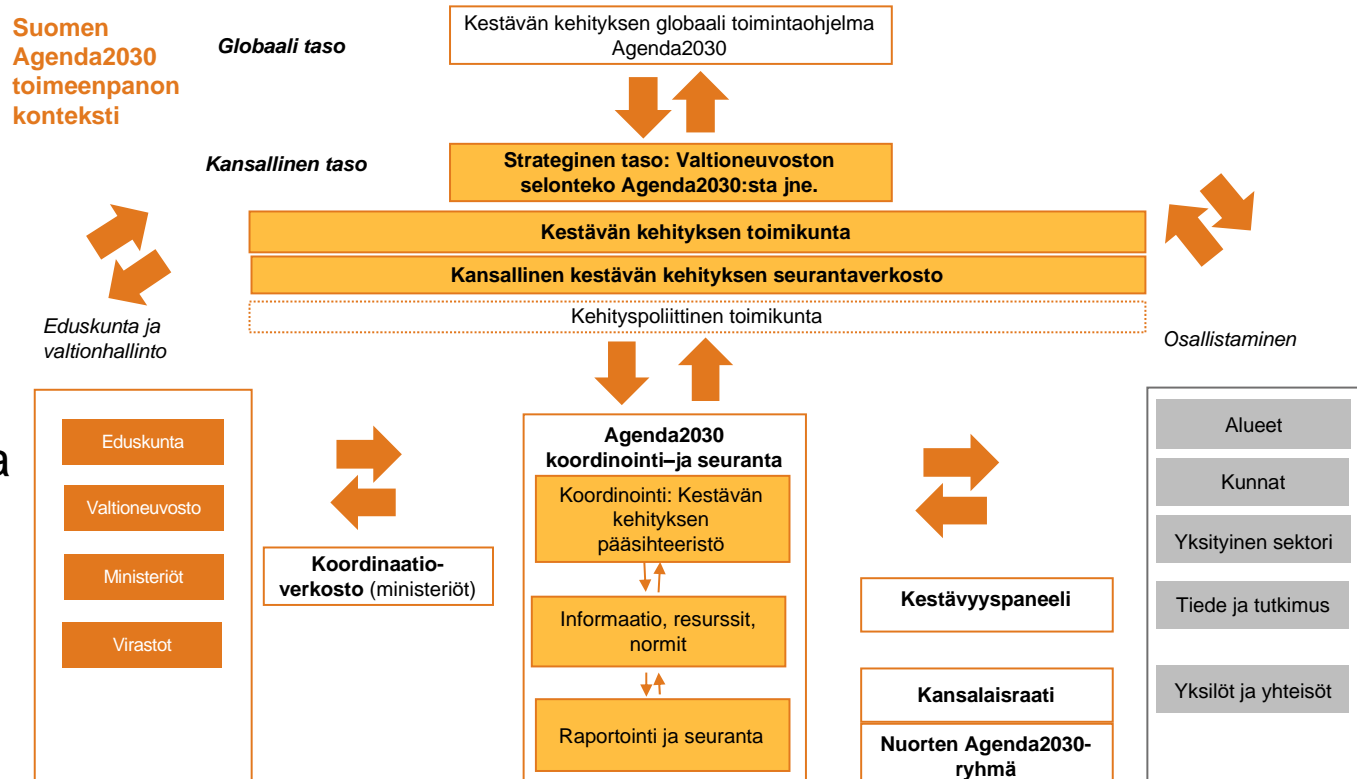 Suomen
Agenda2030
toimeenpanon
konteksti
Globaali taso
Kestävän kehityksen globaali toimintaohjelma
Agenda2030
Kansallinen taso
Strateginen taso: Valtioneuvoston
selonteko Agenda2030:sta jne.
Kestävän kehityksen toimikunta
Kansallinen kestävän kehityksen seurantaverkosto
Kehityspoliittinen toimikunta
Eduskunta ja
valtionhallinto
Osallistaminen
a
Eduskunta
Valtioneuvosto
Ministeriöt
Virastot
Koordinaatio-
verkosto (ministeriöt)
Agenda2030
koordinointi–ja seuranta
Koordinointi: Kestävän
kehityksen
pääsihteeristö
Informaatio, resurssit,
normit
Raportointi ja seuranta
Kestävyyspaneeli
Kansalaisraati
Nuorten Agenda2030-
ryhmä
Alueet
Kunnat
Yksityinen sektori
Tiede ja tutkimus
Yksilöt ja yhteisöt